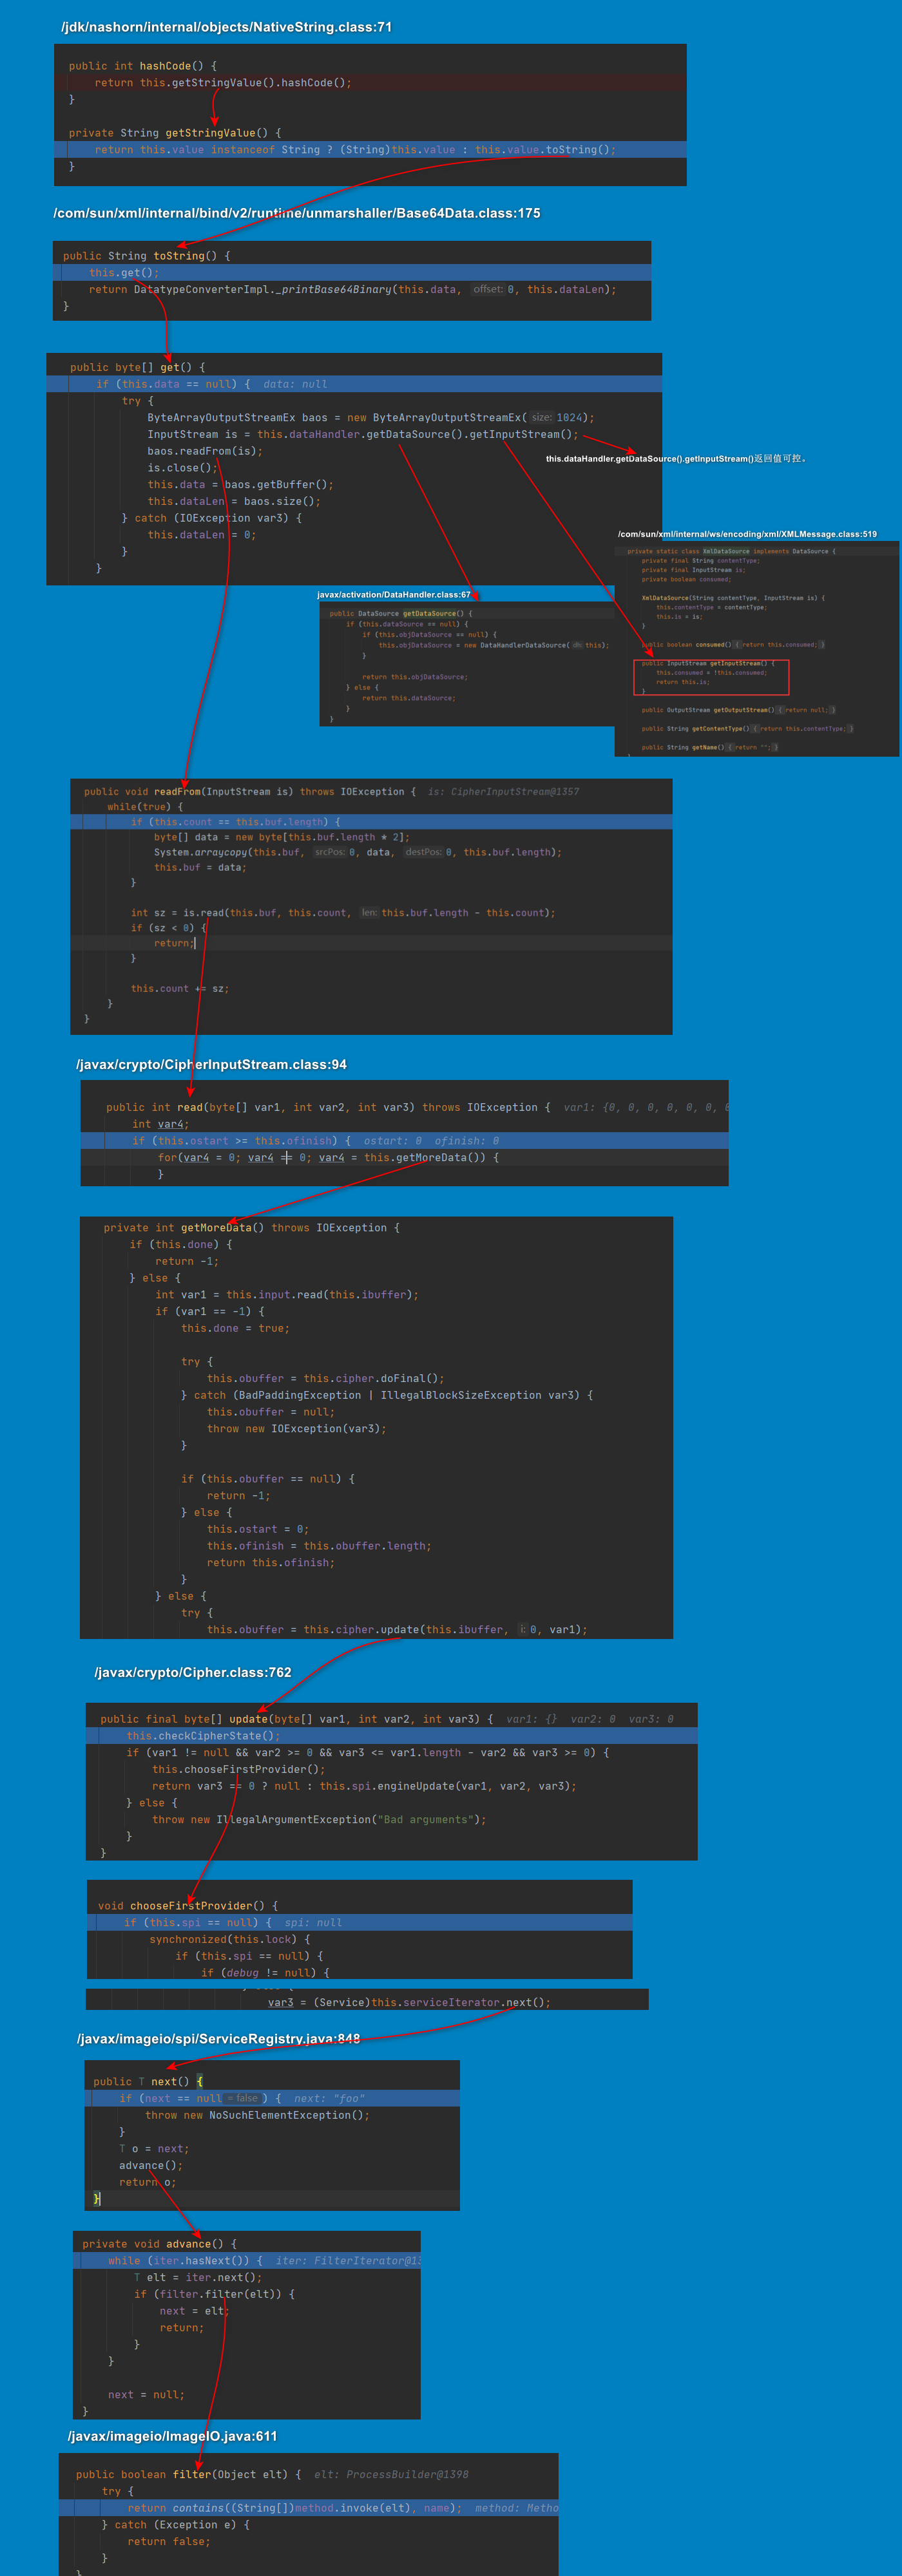 /jdk/nashorn/internal/objects/NativeString.class:71
public int hashCode() {
return this.getStringValue().hashCode();
}
private String getStringValue() {
return this.value instanceof String ? (String)this.value : this.value.toString();
}
/com/sun/xml/internal/bind/v2/runtime/unmarshaller/Base64Data.class:175
public String toString() {
this.get();
return DatatypeConverterImpl._printBase64Binary(this.data, offset: 0, this.dataLen);
}
public byte[] get() {
if (this.data == null) { data: null
try {
ByteArrayOutputStreamEx baos = new ByteArrayOutputStreamEx( size: 1024);
InputStream is = this.dataHandler.getDataSource().getInputStream();
baos.readFrom(is);
is.close();
this.data = baos.getBuffer();
this.dataLen = baos.size();
} catch (IOException var3) {
this.dataLen = 0;
}
}
this.dataHandler.getDataSource().getInputStream()返回值可控。
/com/sun/xml/internal/ws/encoding/xml/XMLMessage.class:519
private static class XmlDataSource implements DataSource {
private final String contentType;
private final InputStream is;
private boolean consumed;
XmlDataSource(String contentType, InputStream is) {
this.contentType = contentType;
this.is = is;
}
public boolean consumed() { return this.consumed; }
public InputStream getInputStream() {
this.consumed = !this.consumed;
return this.is;
}
public OutputStream getOutputStream() { return null; }
public String getContentType() { return this.contentType; }
public String getName() { return ""; }
javax/activation/DataHandler.class:67
public DataSource getDataSource() {
if (this.dataSource == null) {
if (this.objDataSource == null) {
this.objDataSource = new DataHandlerDataSource( dh: this);
}
return this.objDataSource;
} else {
return this.dataSource;
}
}
public void readFrom(InputStream is) throws IOException { is: CipherInputStream@1357
while(true) {
if (this.count == this.buf.length) {
byte[] data = new byte[this.buf.length * 2];
System.arraycopy(this.buf, srcPos: 0, data, destPos: 0, this.buf.length);
this.buf = data;
}
int sz = is.read(this.buf, this.count, len: this.buf.length - this.count);
if (sz < 0) {
return;
}
this.count += sz;
}
}
/javax/crypto/CipherInputStream.class:94
public int read(byte[] var1, int var2, int var3) throws IOException { var1: {0, 0, 0, 0, 0, 0, 0
int var4;
if (this.ostart >= this.ofinish) { ostart: 0 ofinish: 0
for(var4 = 0; var4 == 0; var4 = this.getMoreData()) {
}
private int getMoreData() throws IOException {
if (this.done) {
return -1;
} else {
int var1 = this.input.read(this.ibuffer);
if (var1 == -1) {
this.done = true;
try {
this.obuffer = this.cipher.doFinal();
} catch (BadPaddingException | IllegalBlockSizeException var3) {
this.obuffer = null;
throw new IOException(var3);
}
if (this.obuffer == null) {
return -1;
} else {
this.ostart = 0;
this.ofinish = this.obuffer.length;
return this.ofinish;
}
} else {
try {
this.obuffer = this.cipher.update(this.ibuffer, i: 0, var1);
/javax/crypto/Cipher.class:762
public final byte[] update(byte[] var1, int var2, int var3) { var1: {} var2: 0 var3: 0
this.checkCipherState();
if (var1 != null && var2 >= 0 && var3 <= var1.length - var2 && var3 >= 0) {
this.chooseFirstProvider();
return var3 == 0 ? null : this.spi.engineUpdate(var1, var2, var3);
} else {
throw new IllegalArgumentException("Bad arguments");
}
}
void chooseFirstProvider() {
if (this.spi == null) { spi: null
synchronized(this.lock) {
if (this.spi == null) {
if (debug != null) {
var3 = (Service)this.serviceIterator.next();
/javax/imageio/spi/ServiceRegistry.java:848
public T next() {
if (next == null = false ) { next: "foo"
throw new NoSuchElementException();
}
T o = next;
advance();
return o;
}
private void advance() {
while (iter.hasNext()) { iter: FilterIterator@13
T elt = iter.next();
if (filter.filter(elt)) {
next = elt;
return;
}
}
next = null;
}
/javax/imageio/ImageIO.java:611
public boolean filter(Object elt) { elt: ProcessBuilder@1398
try {
return contains((String[])method.invoke(elt), name); method: Metho
} catch (Exception e) {
return false;
}
}